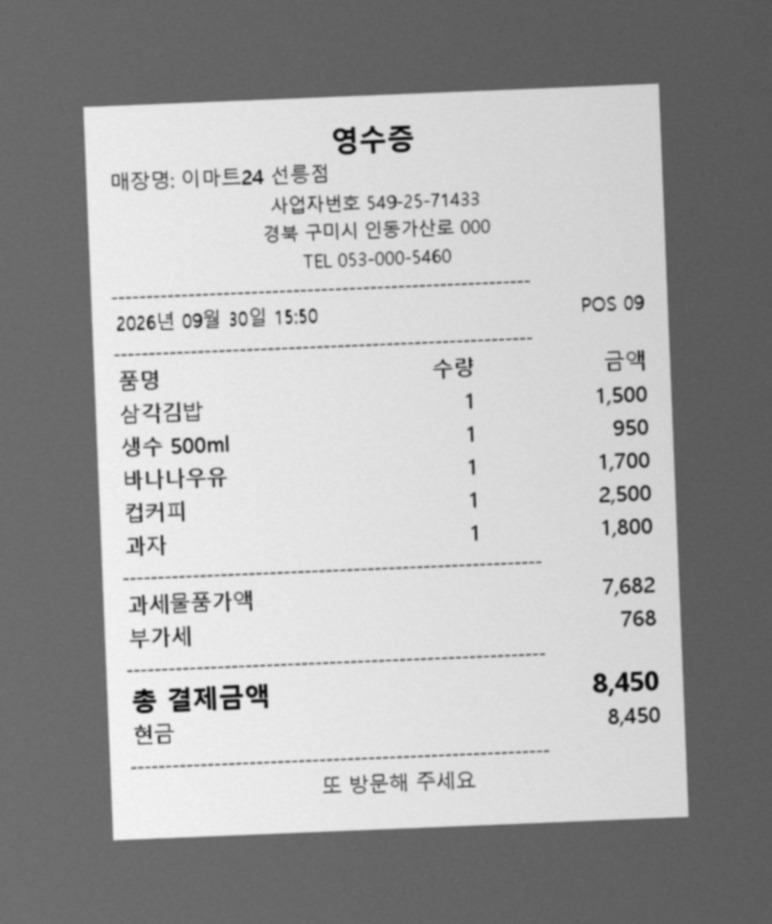 영수증
매장명: 이마트24 선릉점
사업자번호 549-25-71433
경북 구미시 인동가산로 000
TEL 053-000-5460
2026년 09월 30일 15:50 POS 09
품명 수량 금액
삼각김밥 1 1,500
생수 500ml 1 950
바나나우유 1 1,700
컵커피 1 2,500
과자 1 1,800
과세물품가액 7,682
부가세 768
총 결제금액 8,450
현금 8,450
또 방문해 주세요